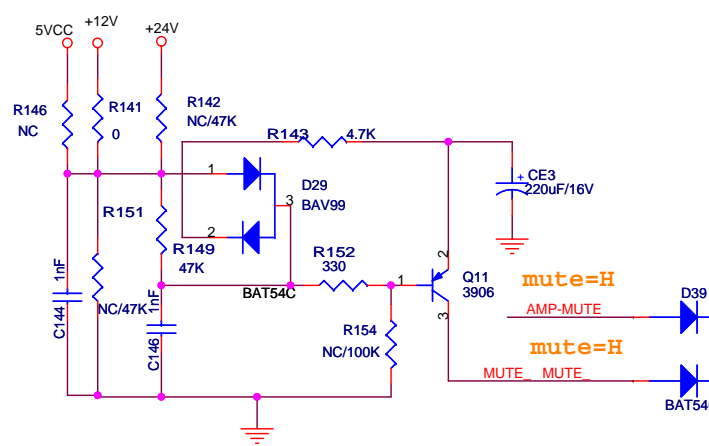 5VCC
+12V
+24V
R146
NC
R141
0
R142
NC/47K
R143
4.7K
1
D29
3
BAV99
2
CE3
+
220uF/16V
R151
R149
47K
BAT54C
R152
330
1
2
Q11
3906
3
mute=H
AMP-MUTE
D39
1nF
C144
NC/47K
1nF
C146
R154
NC/100K
mute=H
MUTE_ MUTE_
BAT54